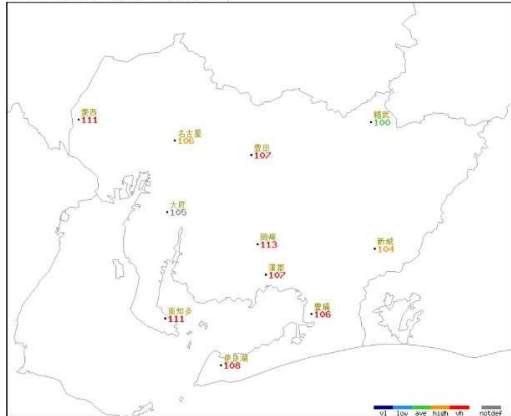 愛西
111
稲武
100
名古屋
106
豊田
107
大府
105
岡崎
113
新城
104
蒲郡
107
南知多
111
豊橋
106
伊良湖
108
vl low ave high vh notdef